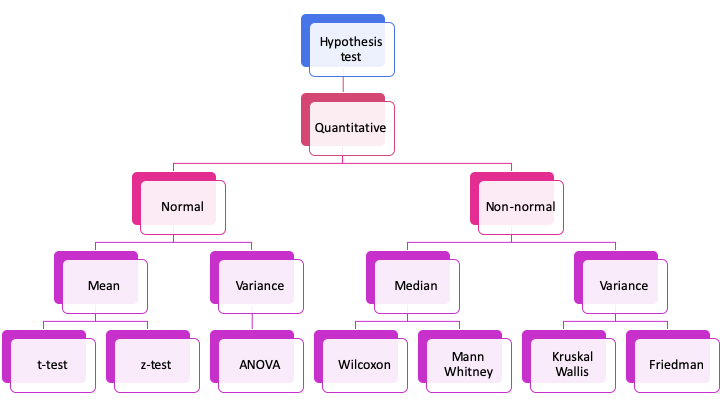 Hypothesis
test
Quantitative
Normal
Non-normal
Mean
Variance
Median
Variance
t-test
z-test
ANOVA
Wilcoxon
Mann
Whitney
Kruskal
Wallis
Friedman